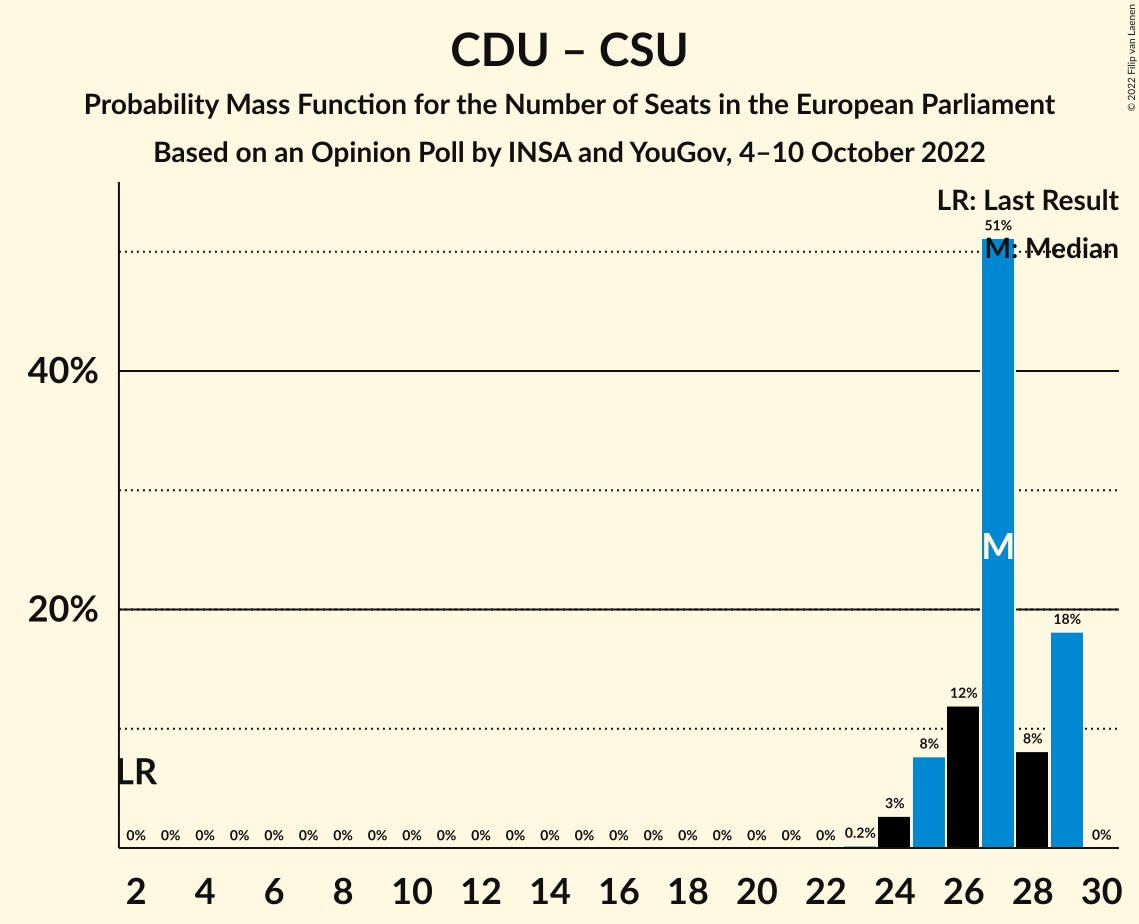 © 2022 Filip van Laenen
CDU – CSU
Probability Mass Function for the Number of Seats in the European Parliament
Based on an Opinion Poll by INSA and YouGov, 4–10 October 2022
LR: Last Result
51%
M: Median
40%
M
20%
18%
12%
8%
8%
LR
3%
0% 0% 0% 0% 0% 0% 0% 0% 0% 0% 0% 0% 0% 0% 0% 0% 0% 0% 0% 0% 0% 0.2% 0%
2 4 6 8 10 12 14 16 18 20 22 24 26 28 30